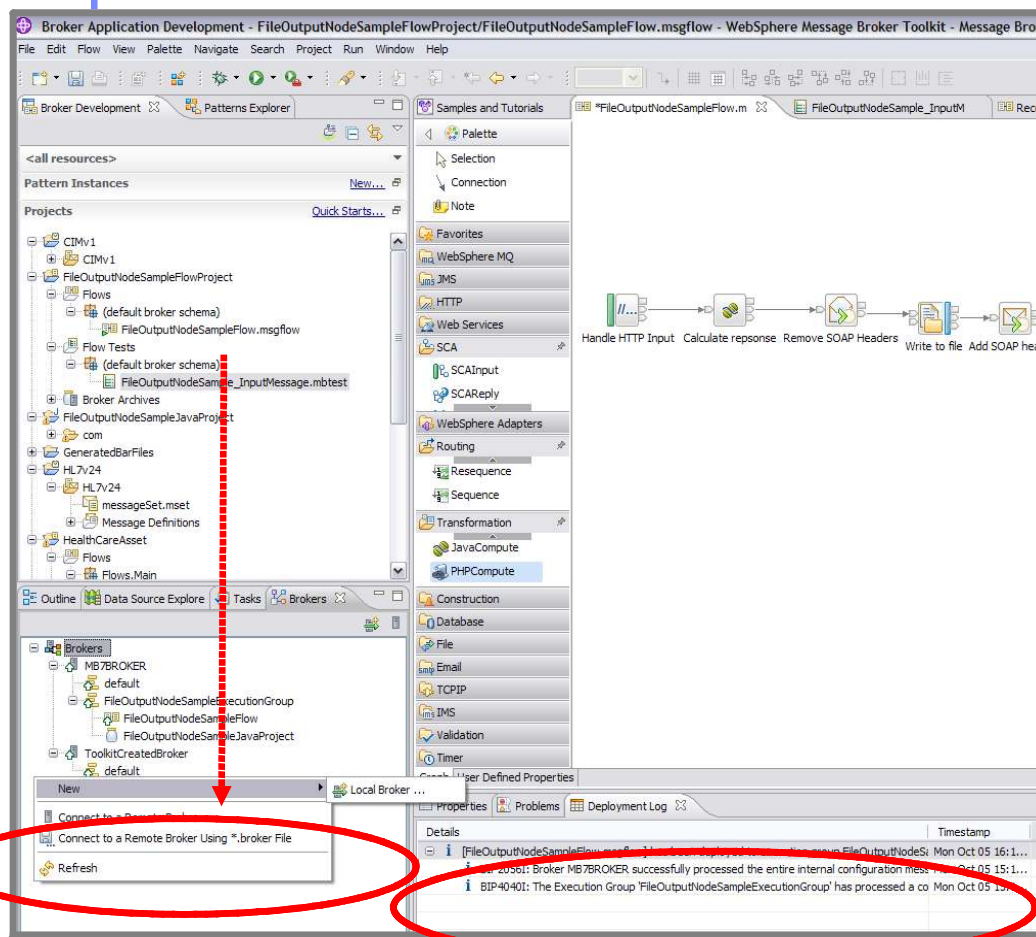 Broker Application Development - FileOutputNodeSampleFlowProject/FileOutputNodeSampleFlow.msgflow - WebSphere Message Broker Toolkit - Message Bro
File Edit Flow View Palette Navigate Search Project Run Window Help
Broker Development Patterns Explorer
<all resources>
Pattern Instances New...
Projects Quick Starts...
CIMv1
CIMv1
FileOutputNodeSampleFlowProject
Flows
(default broker schema)
FileOutputNodeSampleFlow.msgflow
Flow Tests
(default broker schema)
FileOutputNodeSample_InputMessage.mbtest
Broker Archives
FileOutputNodeSampleJavaProject
com
GeneratedBarFiles
HL7v24
HL7v24
messageSet.mset
Message Definitions
HealthCareAsset
Flows
Flows.Main
Outline Data Source Explore Tasks Brokers
Brokers
MB7BROKER
default
FileOutputNodeSampleExecutionGroup
FileOutputNodeSampleFlow
FileOutputNodeSampleJavaProject
ToolkitCreatedBroker
default
New
Local Broker ...
Connect to a Remote
Connect to a Remote Broker Using *.broker File
Refresh
Samples and Tutorials
*FileOutputNodeSampleFlow.m FileOutputNodeSample_InputM Rec
Palette
Selection
Connection
Note
Favorites
WebSphere MQ
JMS
HTTP
Web Services
SCA
SCAInput
SCAReply
WebSphere Adapters
Routing
Resequence
Sequence
Transformation
JavaCompute
PHPCompute
Construction
Database
File
Email
TCPIP
IMS
Validation
Timer
Handle HTTP Input Calculate repsonse Remove SOAP Headers Write to file Add SOAP hea
Graph User Defined Properties
Properties Problems Deployment Log
Details Timestamp
Mon Oct 05 16:1...
BIP2056I: Broker MB7BROKER successfully processed the entire internal configuration mess Mon Oct 05 15:1...
BIP4040I: The Execution Group 'FileOutputNodeSampleExecutionGroup' has processed a co Mon Oct 05